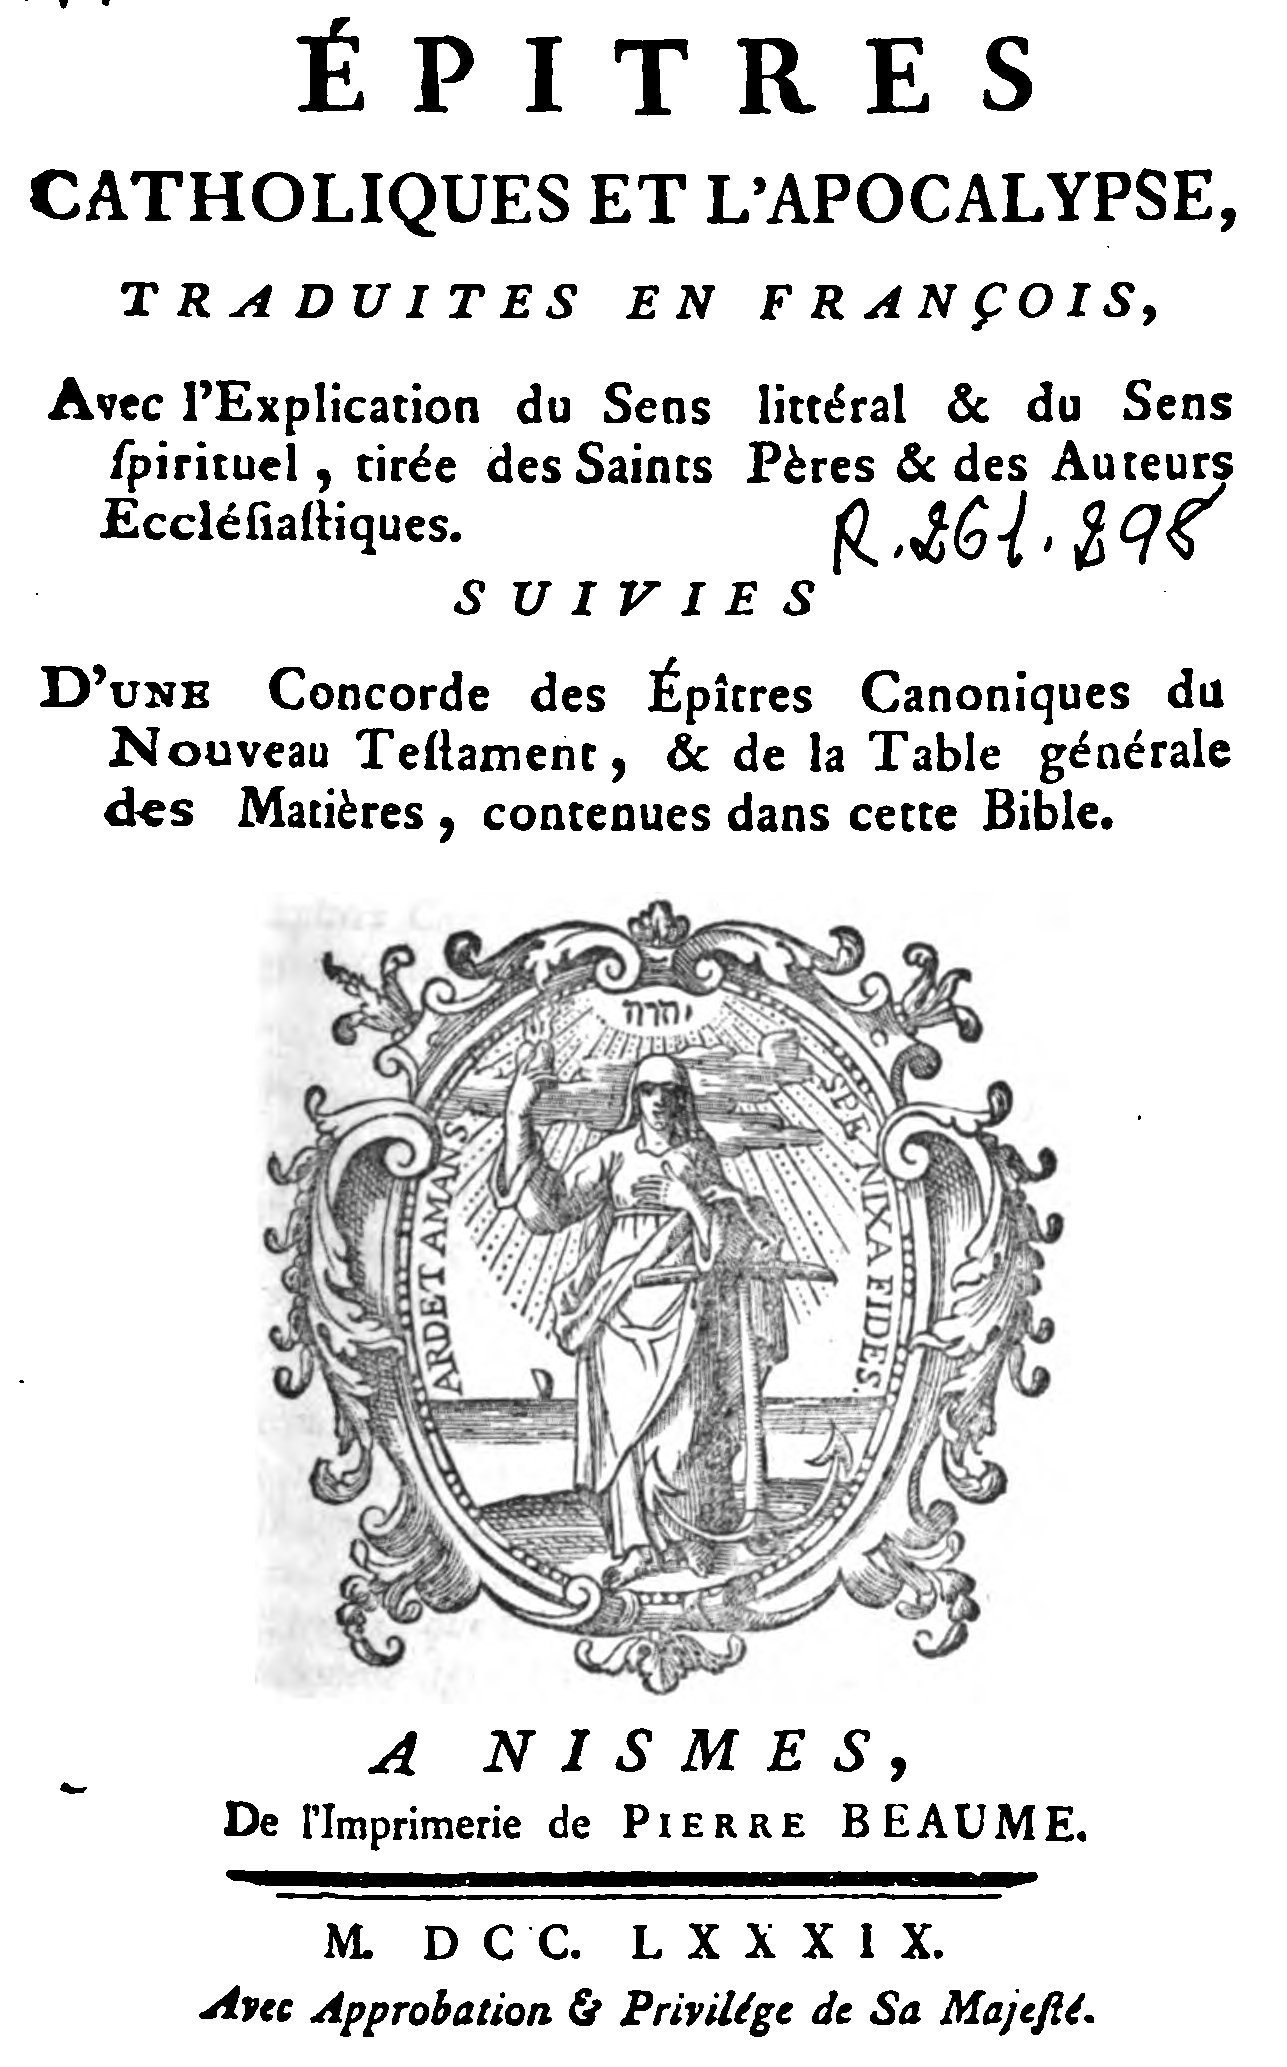 ÉPITRES
CATHOLIQUES ET L'APOCALYPSE,
TRADUITES EN FRANÇOIS,
Avec l'Explication du Sens littéral & du Sens
ſpirituel, tirée des Saints Pères & des Auteurs
Eccléſiaſtiques.
R.261.898
SUIVIES
D'UNE Concorde des Épîtres Canoniques du
Nouveau Teſtament, & de la Table générale
des Matières, contenues dans cette Bible.
יהוה
ARDET AMANS
SPE NIXA FIDES.
A NISMES,
De l'Imprimerie de PIERRE BEAUME.
M. DCC. LXXXIX.
Avec Approbation & Privilége de Sa Majeſté.